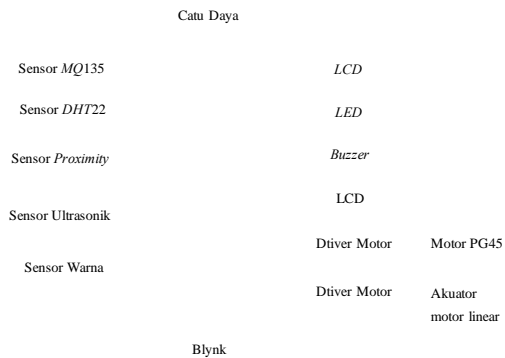 Catu Daya
Sensor MQ135
LCD
Sensor DHT22
LED
Sensor Proximity
Buzzer
LCD
Sensor Ultrasonik
Dtiver Motor
Motor PG45
Sensor Warna
Dtiver Motor
Akuator
motor linear
Blynk